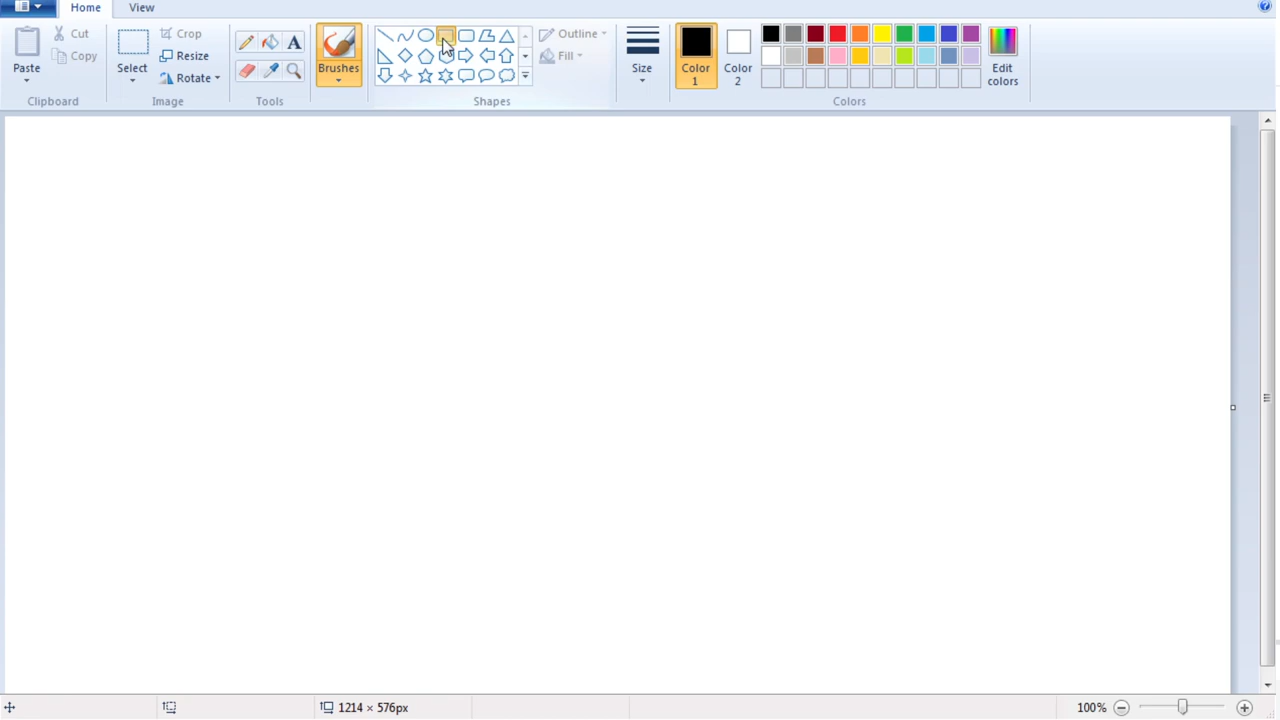 Home View
Paste
Cut
Copy
Clipboard
Select
Crop
Resize
Rotate
Image
A
Tools
Brushes
Outline
Fill
Shapes
Size
Color 1
Color 2
Edit colors
Colors
1214 × 576px
100%